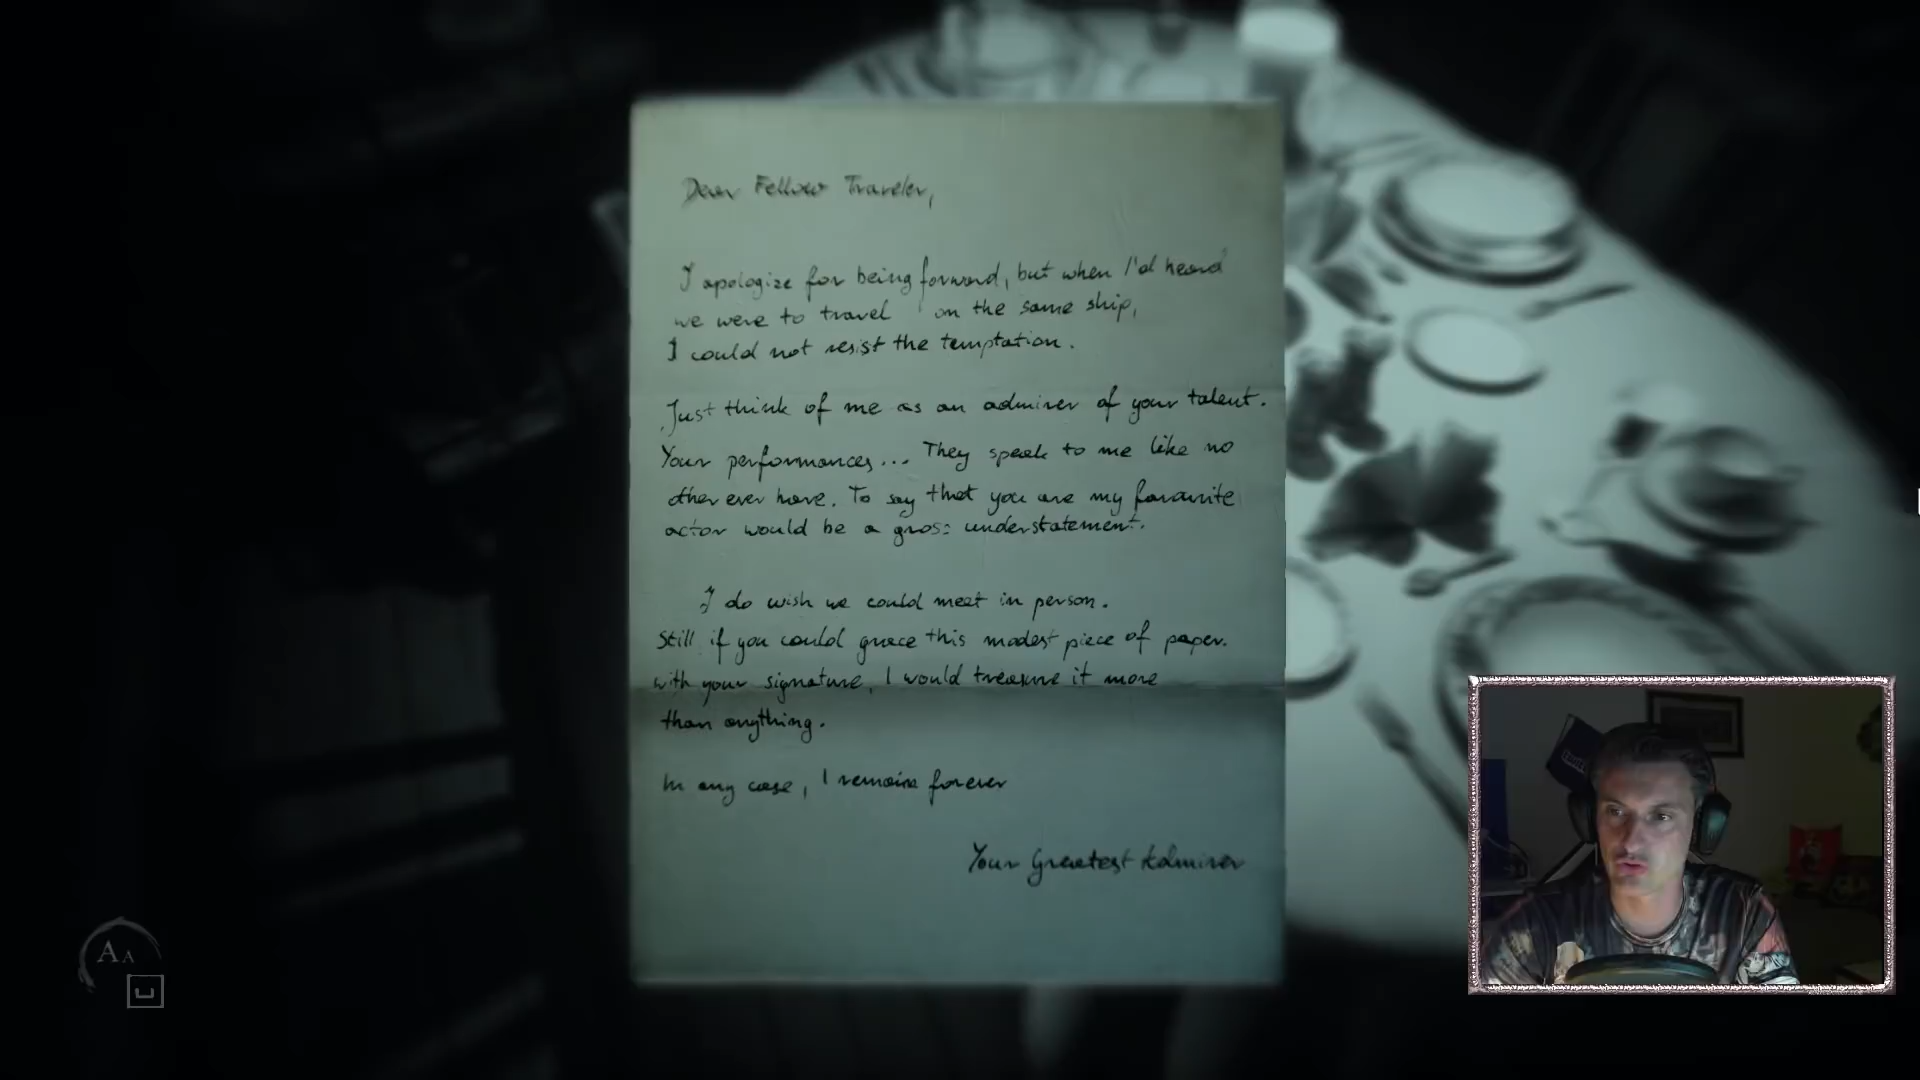 Dear Fellow Traveler,
I apologize for being forward, but when I'd heard
we were to travel on the same ship,
I could not resist the temptation.
Just think of me as an admirer of your talent.
Your performances... They speak to me like no
other ever have. To say that you are my favourite
actor would be a gross understatement.
I do wish we could meet in person.
Still if you could grace this modest piece of paper.
with your signature, I would treasure it more
than anything.
In any case, I remain forever
Your Greatest Admirer
AA